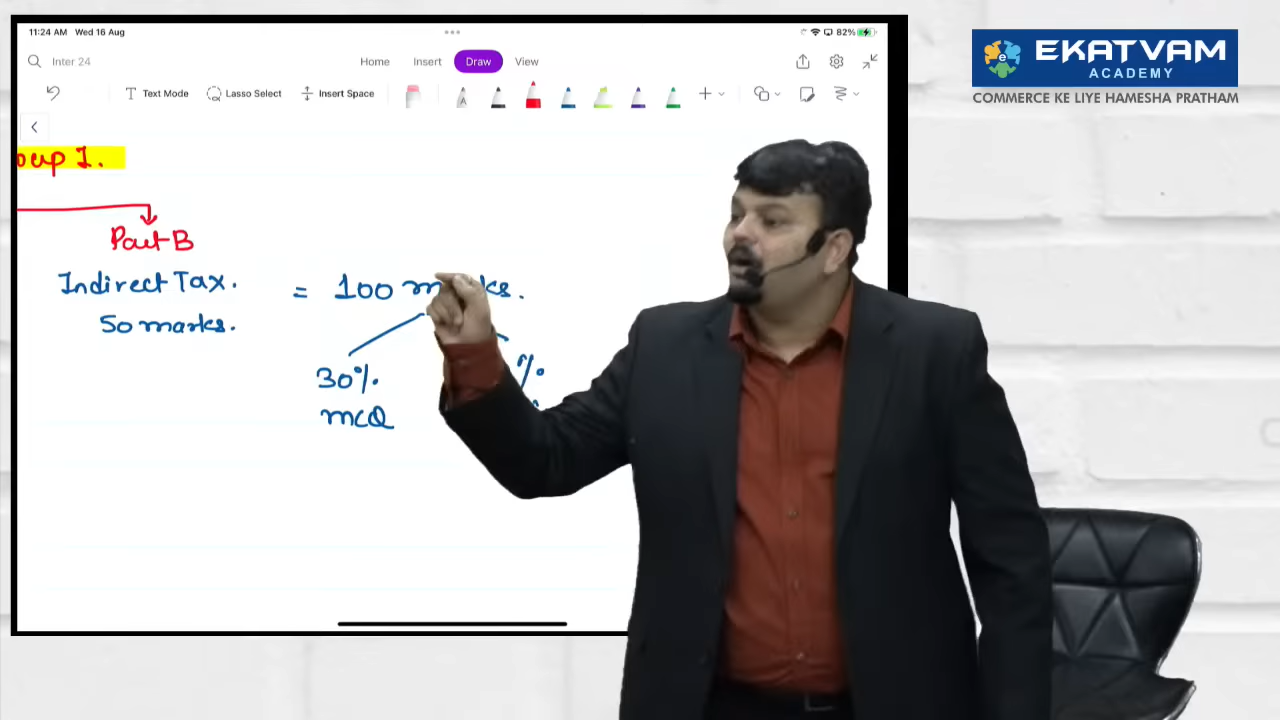 11:24 AM Wed 16 Aug
82%
Inter 24
Home Insert Draw View
Text Mode Lasso Select Insert Space
oup I.
Part B
Indirect Tax.
= 100 marks.
50 marks.
30% %
MCQ
EKATVAM
ACADEMY
COMMERCE KE LIYE HAMESHA PRATHAM